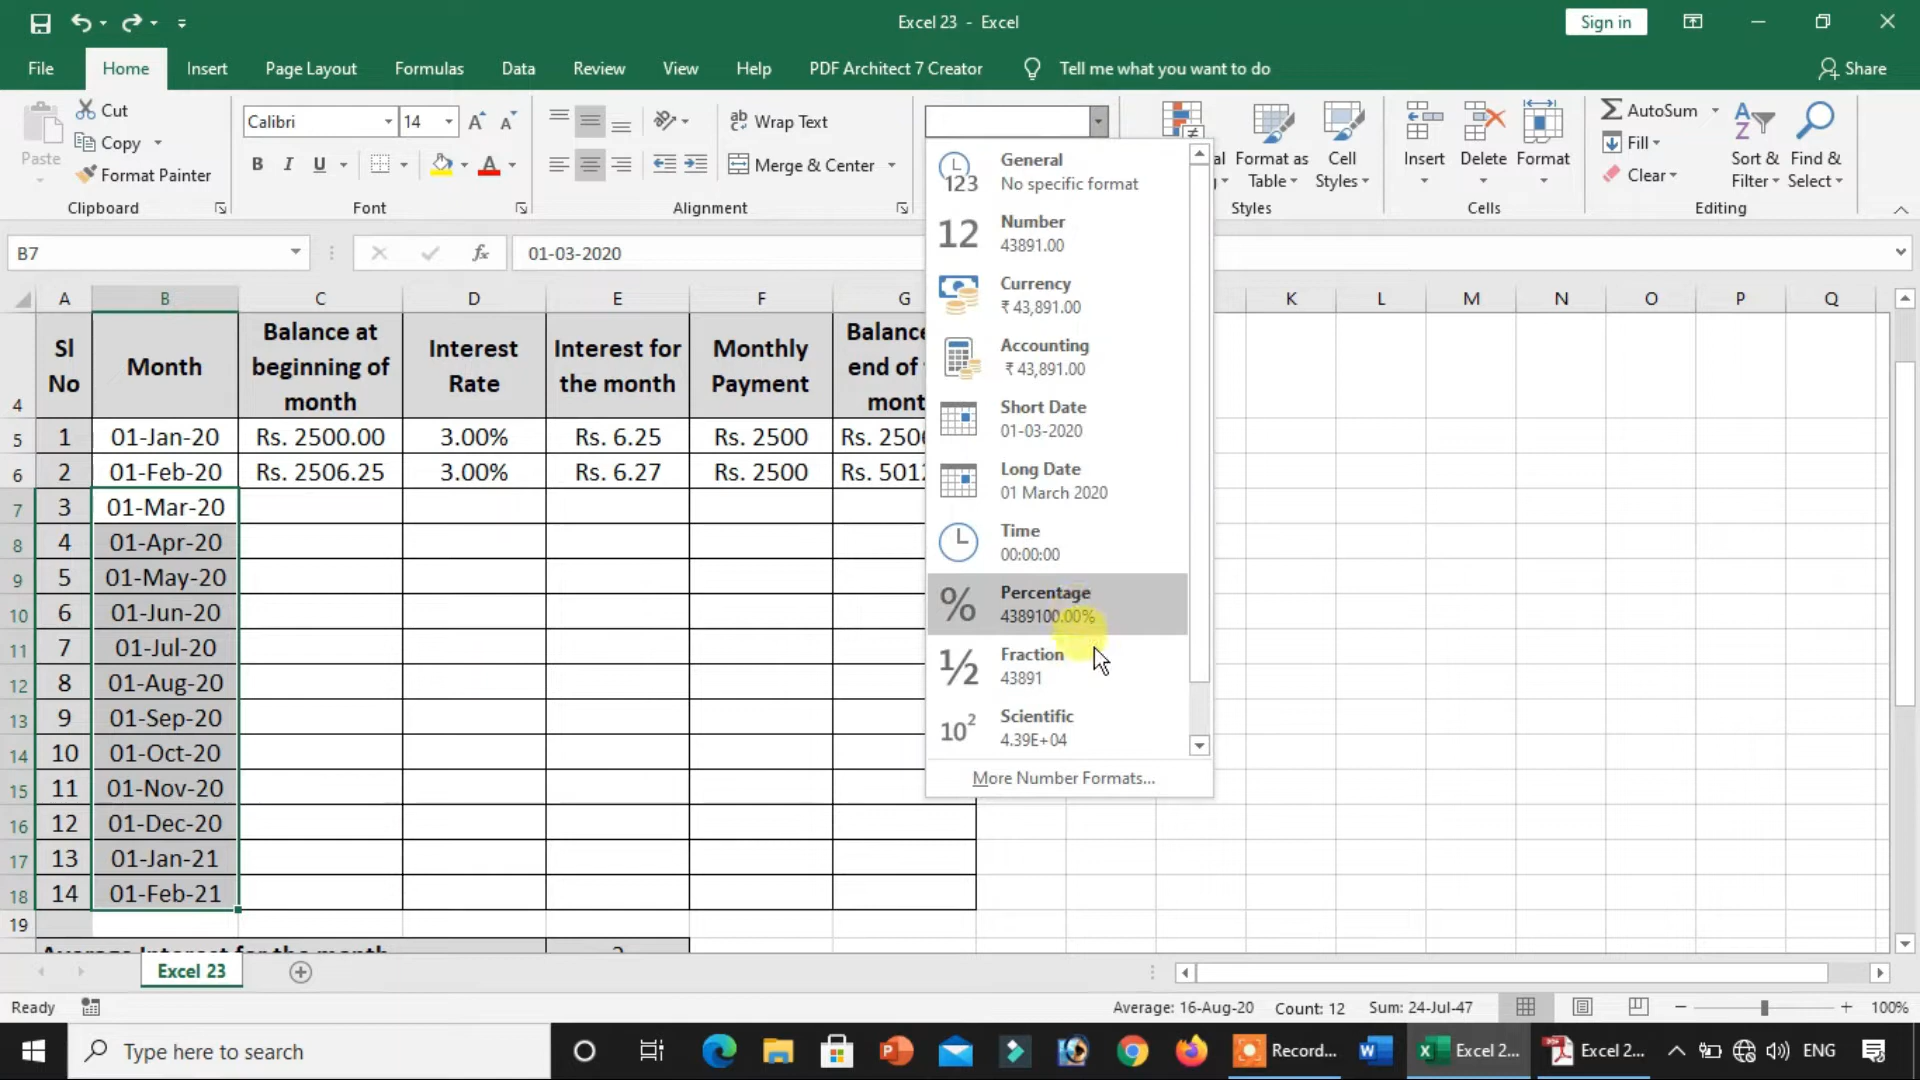 Excel 23 - Excel
Sign in
File
Home
Insert
Page Layout
Formulas
Data
Review
View
Help
PDF Architect 7 Creator
Tell me what you want to do
Share
Paste
Cut
Copy
Format Painter
Clipboard
Calibri
14
B I U
Font
Wrap Text
Merge & Center
Alignment
Format as
Table
Cell
Styles
Styles
Insert
Delete
Format
Cells
AutoSum
Fill
Clear
Sort &
Filter
Find &
Select
Editing
B7
fx
01-03-2020
A B C D E F G K L M N O P Q
4
Sl
No
Month
Balance at
beginning of
month
Interest
Rate
Interest for
the month
Monthly
Payment
Balance
end of
mont
5 1 01-Jan-20 Rs. 2500.00 3.00% Rs. 6.25 Rs. 2500 Rs. 250
6 2 01-Feb-20 Rs. 2506.25 3.00% Rs. 6.27 Rs. 2500 Rs. 501
7 3 01-Mar-20
8 4 01-Apr-20
9 5 01-May-20
10 6 01-Jun-20
11 7 01-Jul-20
12 8 01-Aug-20
13 9 01-Sep-20
14 10 01-Oct-20
15 11 01-Nov-20
16 12 01-Dec-20
17 13 01-Jan-21
18 14 01-Feb-21
19
Average Interest for the month
General
No specific format
123
Number
43891.00
12
Currency
₹ 43,891.00
Accounting
₹ 43,891.00
Short Date
01-03-2020
Long Date
01 March 2020
Time
00:00:00
%
Percentage
4389100.00%
½
Fraction
43891
10²
Scientific
4.39E+04
More Number Formats...
Excel 23
Ready
Average: 16-Aug-20
Count: 12
Sum: 24-Jul-47
100%
Type here to search
Record...
Excel 2...
Excel 2...
ENG